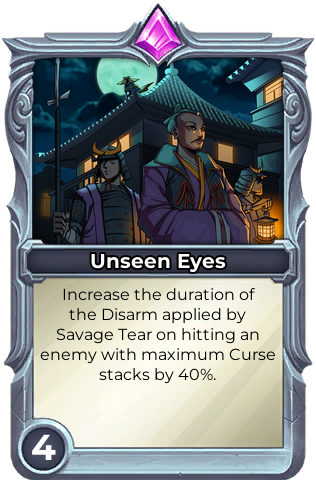 Unseen Eyes
Increase the duration of
the Disarm applied by
Savage Tear on hitting an
enemy with maximum Curse
stacks by 40%.
4